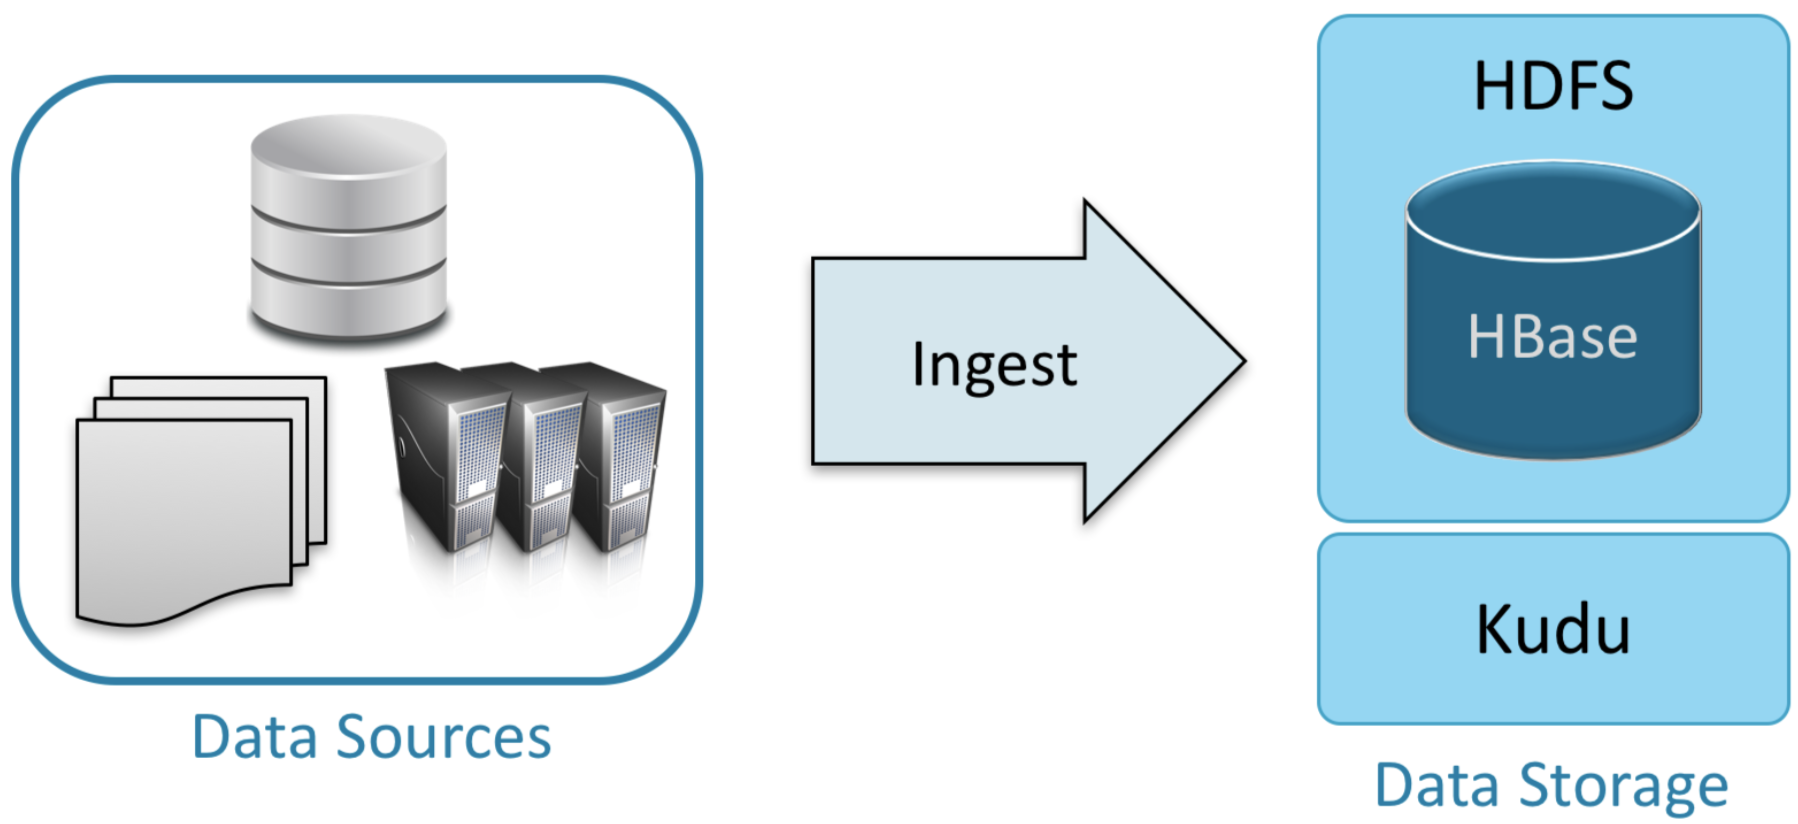 Data Sources
Ingest
HDFS
HBase
Kudu
Data Storage